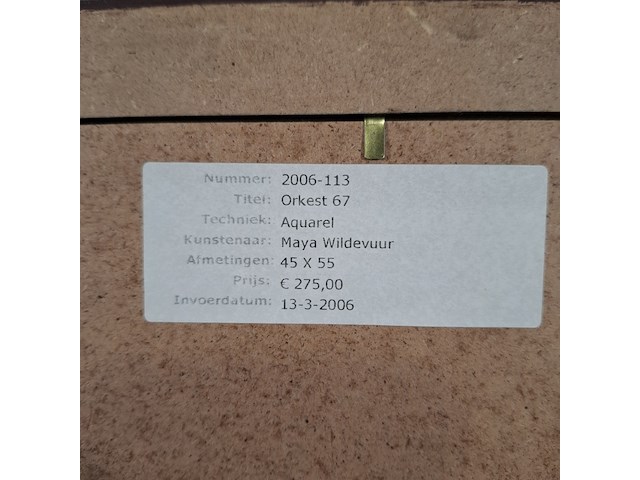 Nummer: 2006-113
Titel: Orkest 67
Techniek: Aquarel
Kunstenaar: Maya Wildevuur
Afmetingen: 45 X 55
Prijs: € 275,00
Invoerdatum: 13-3-2006